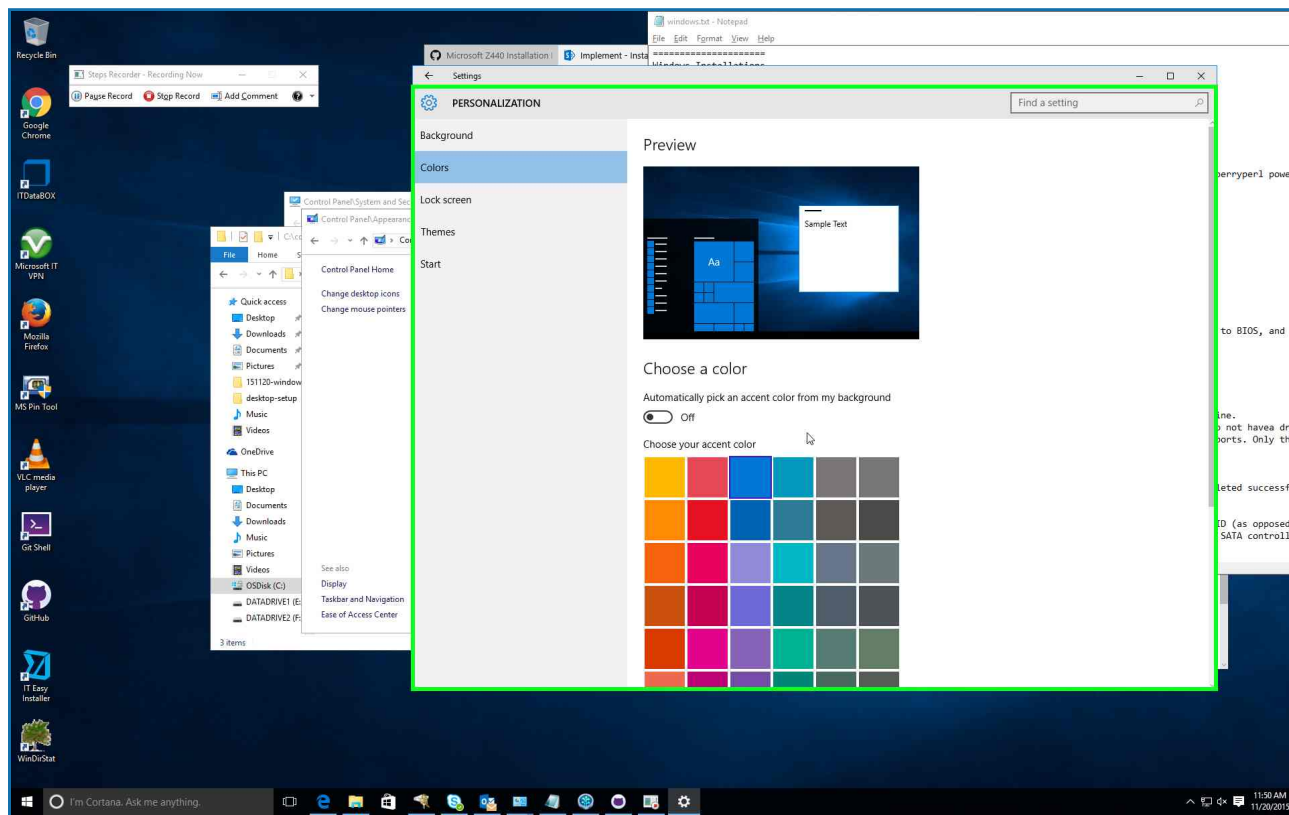 Recycle Bin
Google
Chrome
ITDataBOX
Microsoft IT
VPN
Mozilla
Firefox
MS Pin Tool
VLC media
player
Git Shell
GitHub
IT Easy
Installer
WinDirStat
Steps Recorder - Recording Now
Pause Record Stop Record Add Comment
windows.txt - Notepad
File Edit Format View Help
=====================
Microsoft Z440 Installation
Implement - Insta
Control Panel\System and Sec
Control Panel\Appearanc
Control Panel Home
Change desktop icons
Change mouse pointers
See also
Display
Taskbar and Navigation
Ease of Access Center
File Home S
Quick access
Desktop
Downloads
Documents
Pictures
151120-window
desktop-setup
Music
Videos
OneDrive
This PC
Desktop
Documents
Downloads
Music
Pictures
Videos
OSDisk (C:)
DATADRIVE1 (E:
DATADRIVE2 (F:
3 items
Settings
PERSONALIZATION
Find a setting
Background
Colors
Lock screen
Themes
Start
Preview
Sample Text
Aa
Choose a color
Automatically pick an accent color from my background
Off
Choose your accent color
erryperl powe
to BIOS, and
ine.
not havea dr
orts. Only th
leted successf
ID (as opposed
SATA controll
I'm Cortana. Ask me anything.
11:50 AM
11/20/2015